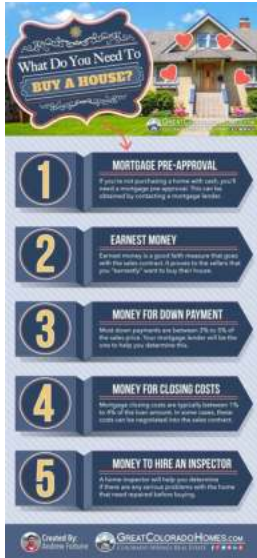 What Do You Need To
BUY A HOUSE?
GREATCOLORADOHOMES.COM
1
MORTGAGE PRE-APPROVAL
If you're not purchasing a home with cash, you'll
need a mortgage pre approval. This can be
obtained by contacting a mortgage lender.
2
EARNEST MONEY
Earnest money is a good faith measure that goes
with the sales contract. It proves to the sellers that
you "earnestly" want to buy their house.
3
MONEY FOR DOWN PAYMENT
Most down payments are between 3% to 5% of
the sales price. Your mortgage lender will be the
one to help you determine this.
4
MONEY FOR CLOSING COSTS
Mortgage closing costs are typically between 1%
to 4% of the loan amount. In some cases, these
costs can be negotiated into the sales contract.
5
MONEY TO HIRE AN INSPECTOR
A home inspector will help you determine
if there are any serious problems with the home
that need repaired before buying.
Created By:
Andrew Fortune
GREATCOLORADOHOMES.COM
COLORADO SPRINGS REAL ESTATE